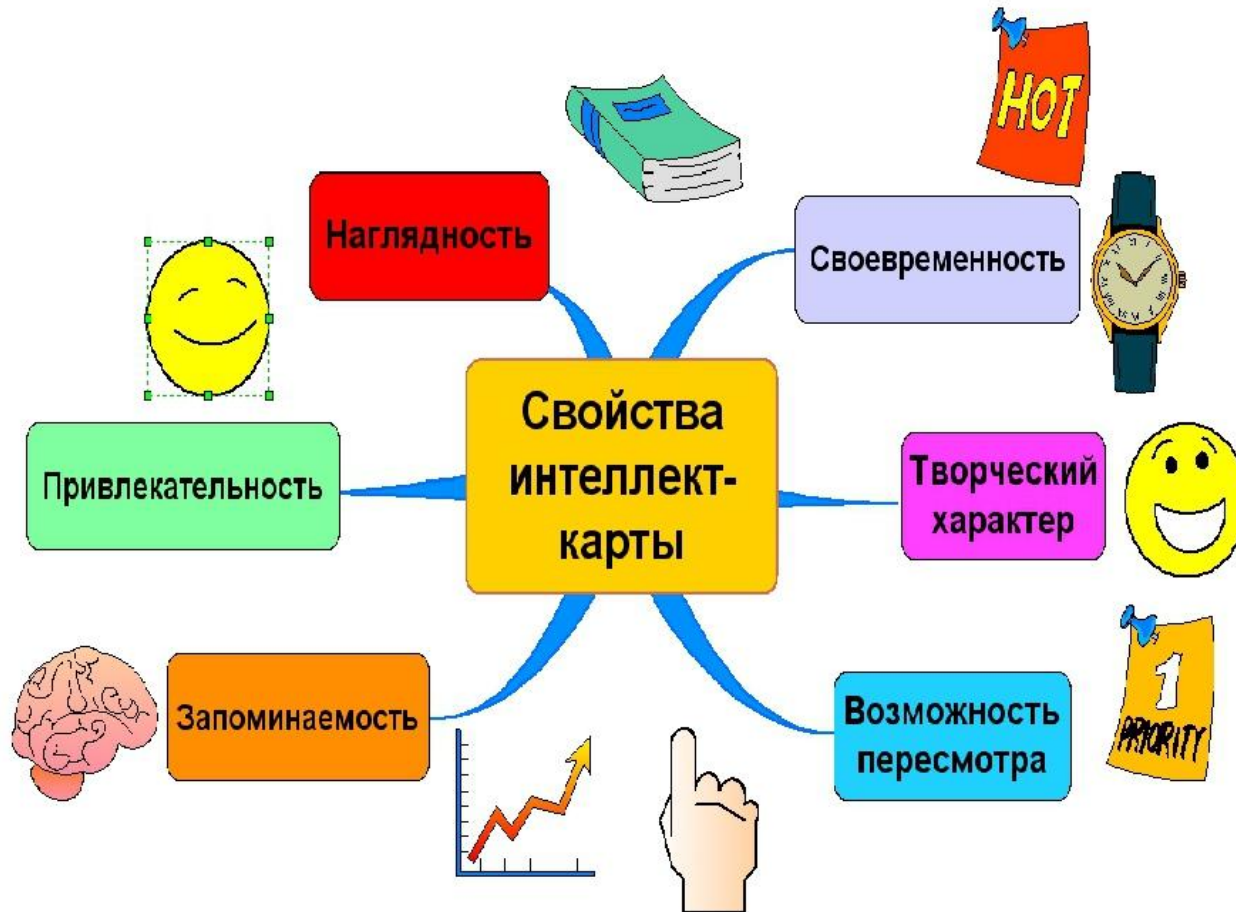 HOT
Наглядность
Своевременность
Свойства
интеллект-
карты
Привлекательность
Творческий
характер
Запоминаемость
Возможность
пересмотра
1
PRIORITY